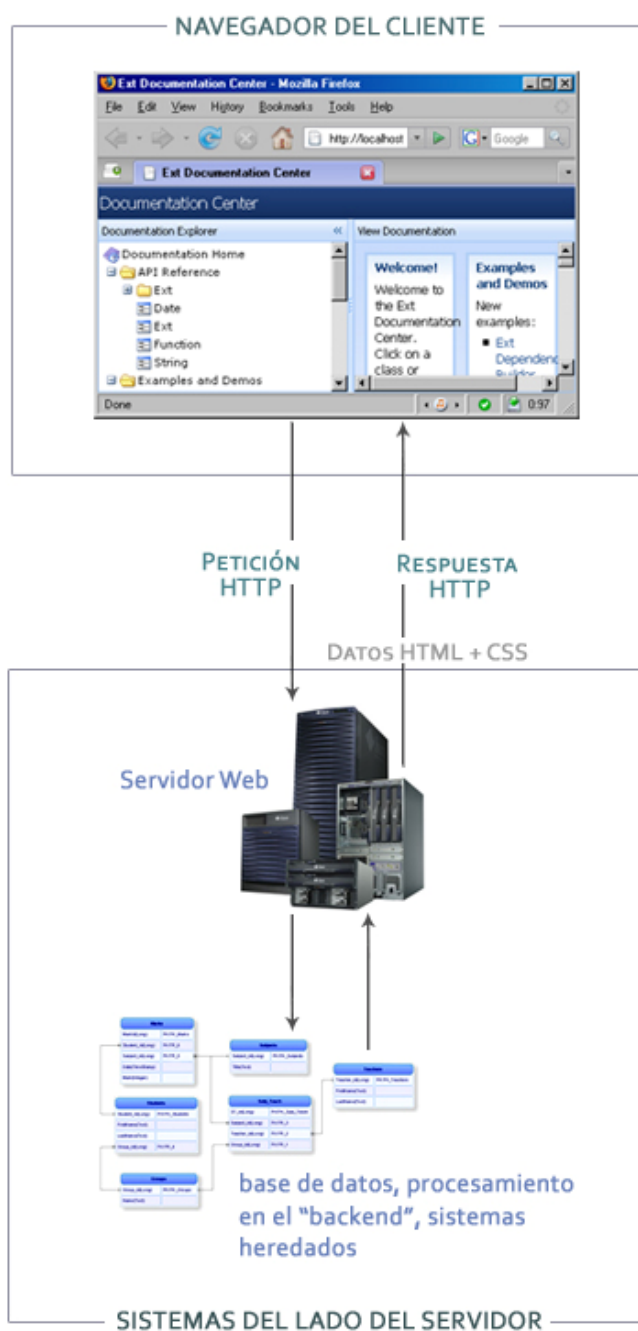 NAVEGADOR DEL CLIENTE
Ext Documentation Center - Mozilla Firefox
File Edit View History Bookmarks Tools Help
http://localhost
Google
Ext Documentation Center
Documentation Center
Documentation Explorer
View Documentation
Documentation Home
API Reference
Ext
Date
Ext
Function
String
Examples and Demos
Welcome!
Welcome to
the Ext
Documentation
Center.
Click on a
class or
Examples
and Demos
New
examples:
Ext
Dependenc
Builder
Done
0:97
PETICIÓN
HTTP
RESPUESTA
HTTP
DATOS HTML + CSS
Servidor Web
base de datos, procesamiento
en el "backend", sistemas
heredados
SISTEMAS DEL LADO DEL SERVIDOR